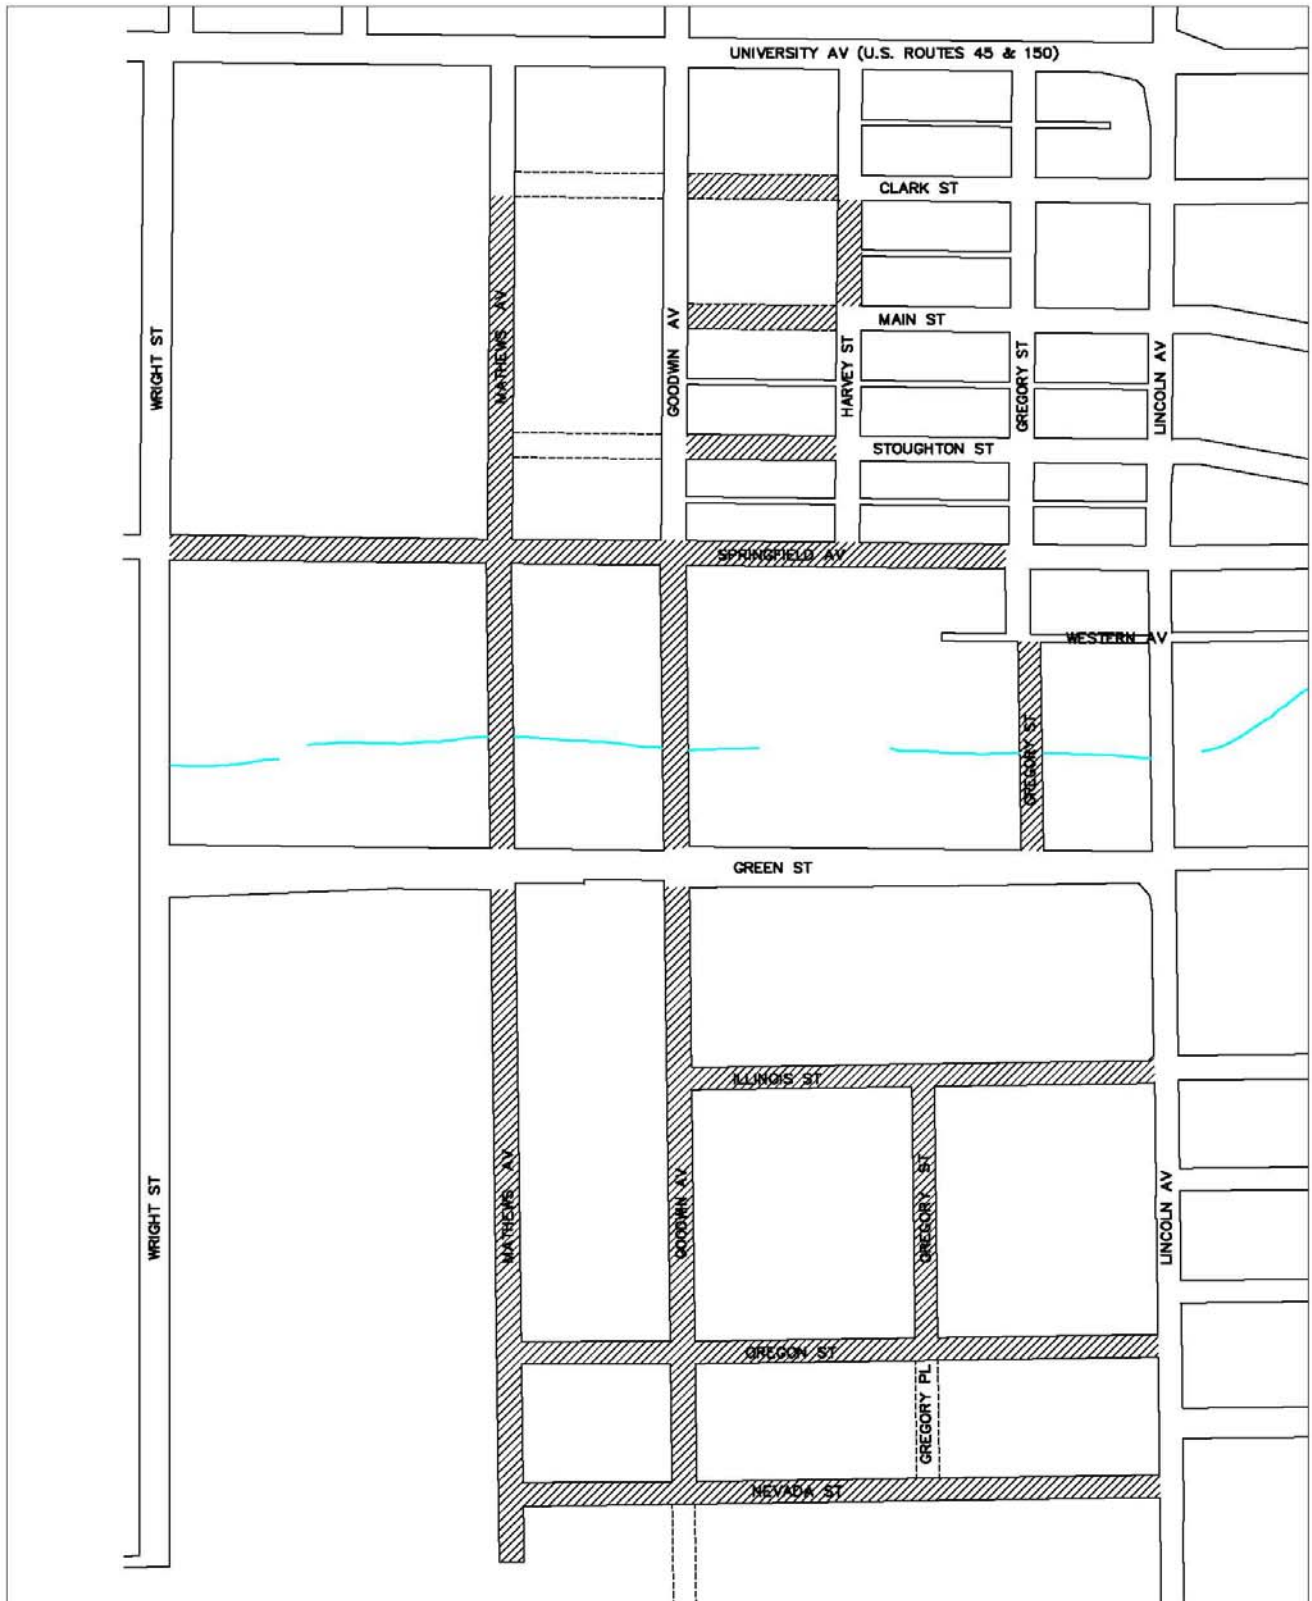 UNIVERSITY AV (U.S. ROUTES 45 & 150)
CLARK ST
MATHEWS AV
GOODWIN AV
MAIN ST
WRIGHT ST
HARVEY ST
GREGORY ST
LINCOLN AV
STOUGHTON ST
SPRINGFIELD AV
WESTERN AV
GREGORY ST
GREEN ST
ILLINOIS ST
WRIGHT ST
MATHEWS AV
GOODWIN AV
GREGORY ST
LINCOLN AV
OREGON ST
GREGORY PL
NEVADA ST